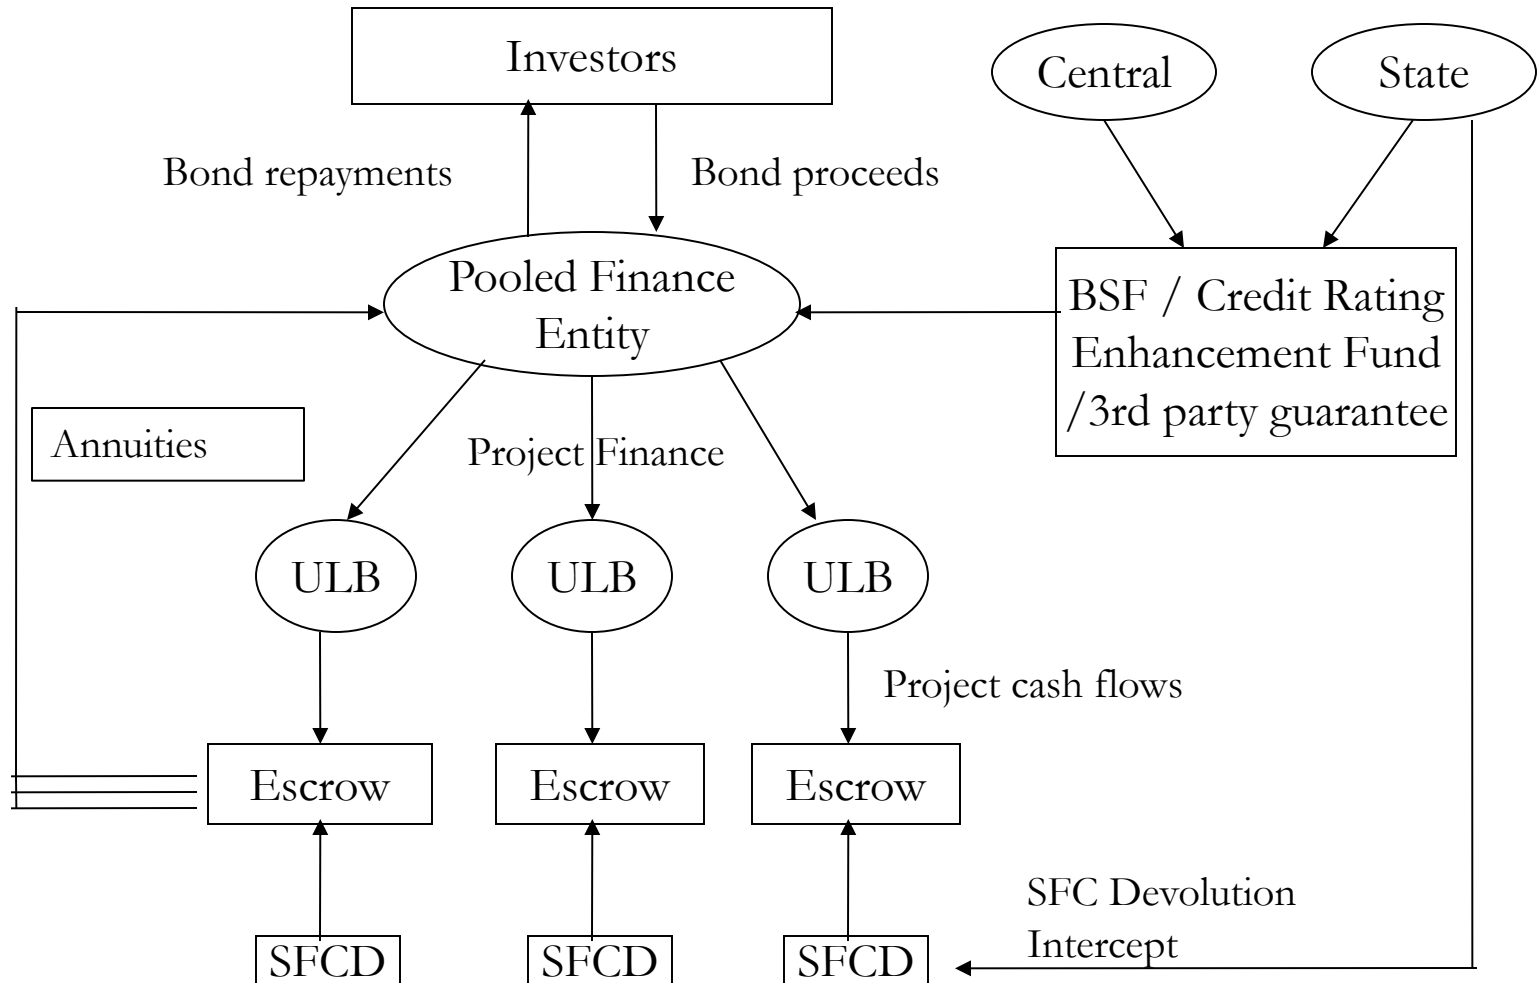 Investors
Central
State
Bond repayments
Bond proceeds
Pooled Finance
Entity
BSF / Credit Rating
Enhancement Fund
/3rd party guarantee
Annuities
Project Finance
ULB
ULB
ULB
Project cash flows
Escrow
Escrow
Escrow
SFC Devolution
Intercept
SFCD
SFCD
SFCD